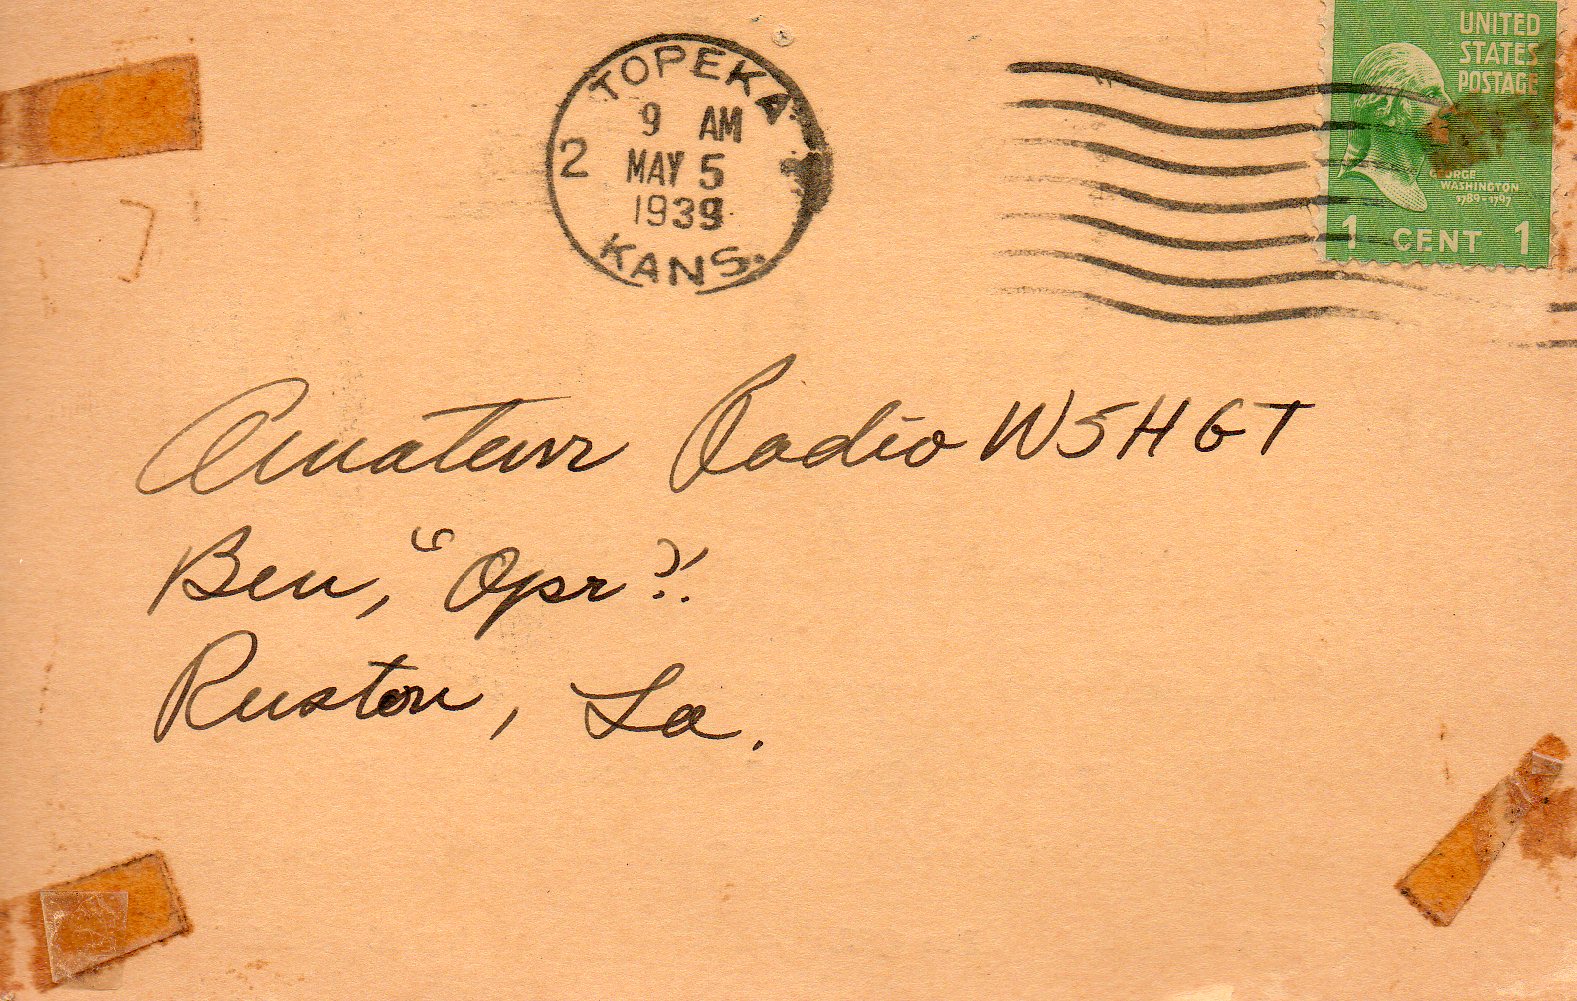 TOPEKA
2
9 AM
MAY 5
1939
KANS.
UNITED
STATES
POSTAGE
GEORGE
WASHINGTON
1789-1797
1 CENT 1
Amateur Radio W5HGT
Ben, "Opr"?.
Ruston, La.